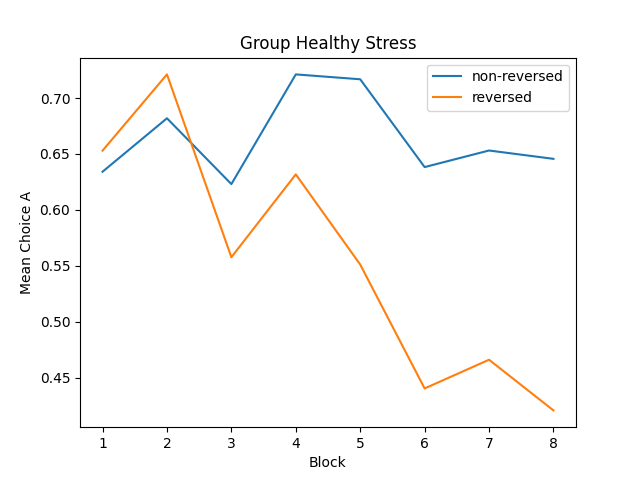 Group Healthy Stress
non-reversed
reversed
Mean Choice A
0.70
0.65
0.60
0.55
0.50
0.45
1 2 3 4 5 6 7 8
Block